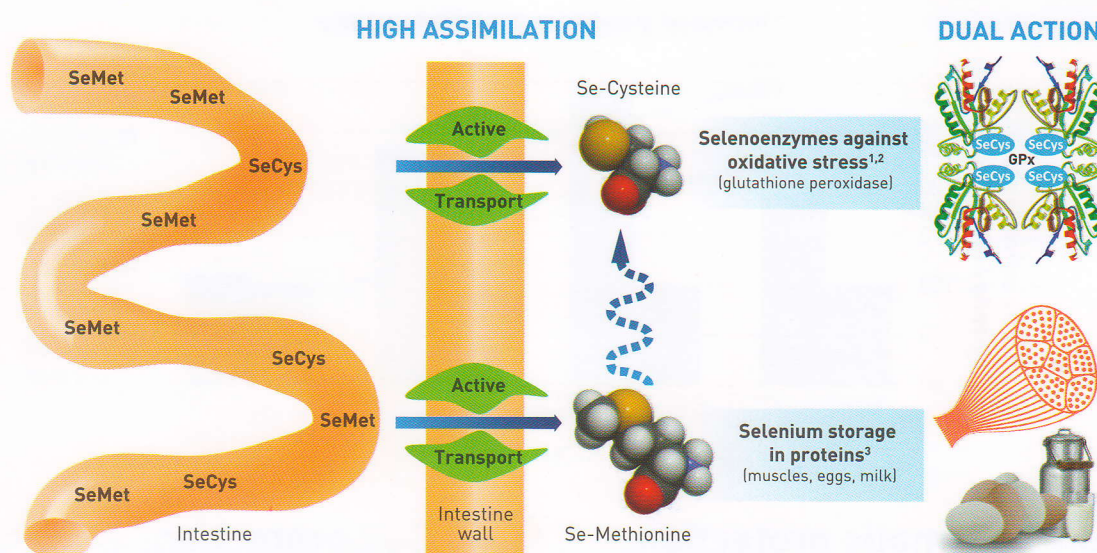 HIGH ASSIMILATION
DUAL ACTION
SeMet
SeMet
SeCys
SeMet
SeMet
SeCys
SeMet
SeCys
SeMet
Intestine
Active
Transport
Active
Transport
Intestine
wall
Se-Cysteine
Se-Methionine
Selenoenzymes against
oxidative stress¹,²
(glutathione peroxidase)
SeCys SeCys
GPx
SeCys SeCys
Selenium storage
in proteins³
(muscles, eggs, milk)